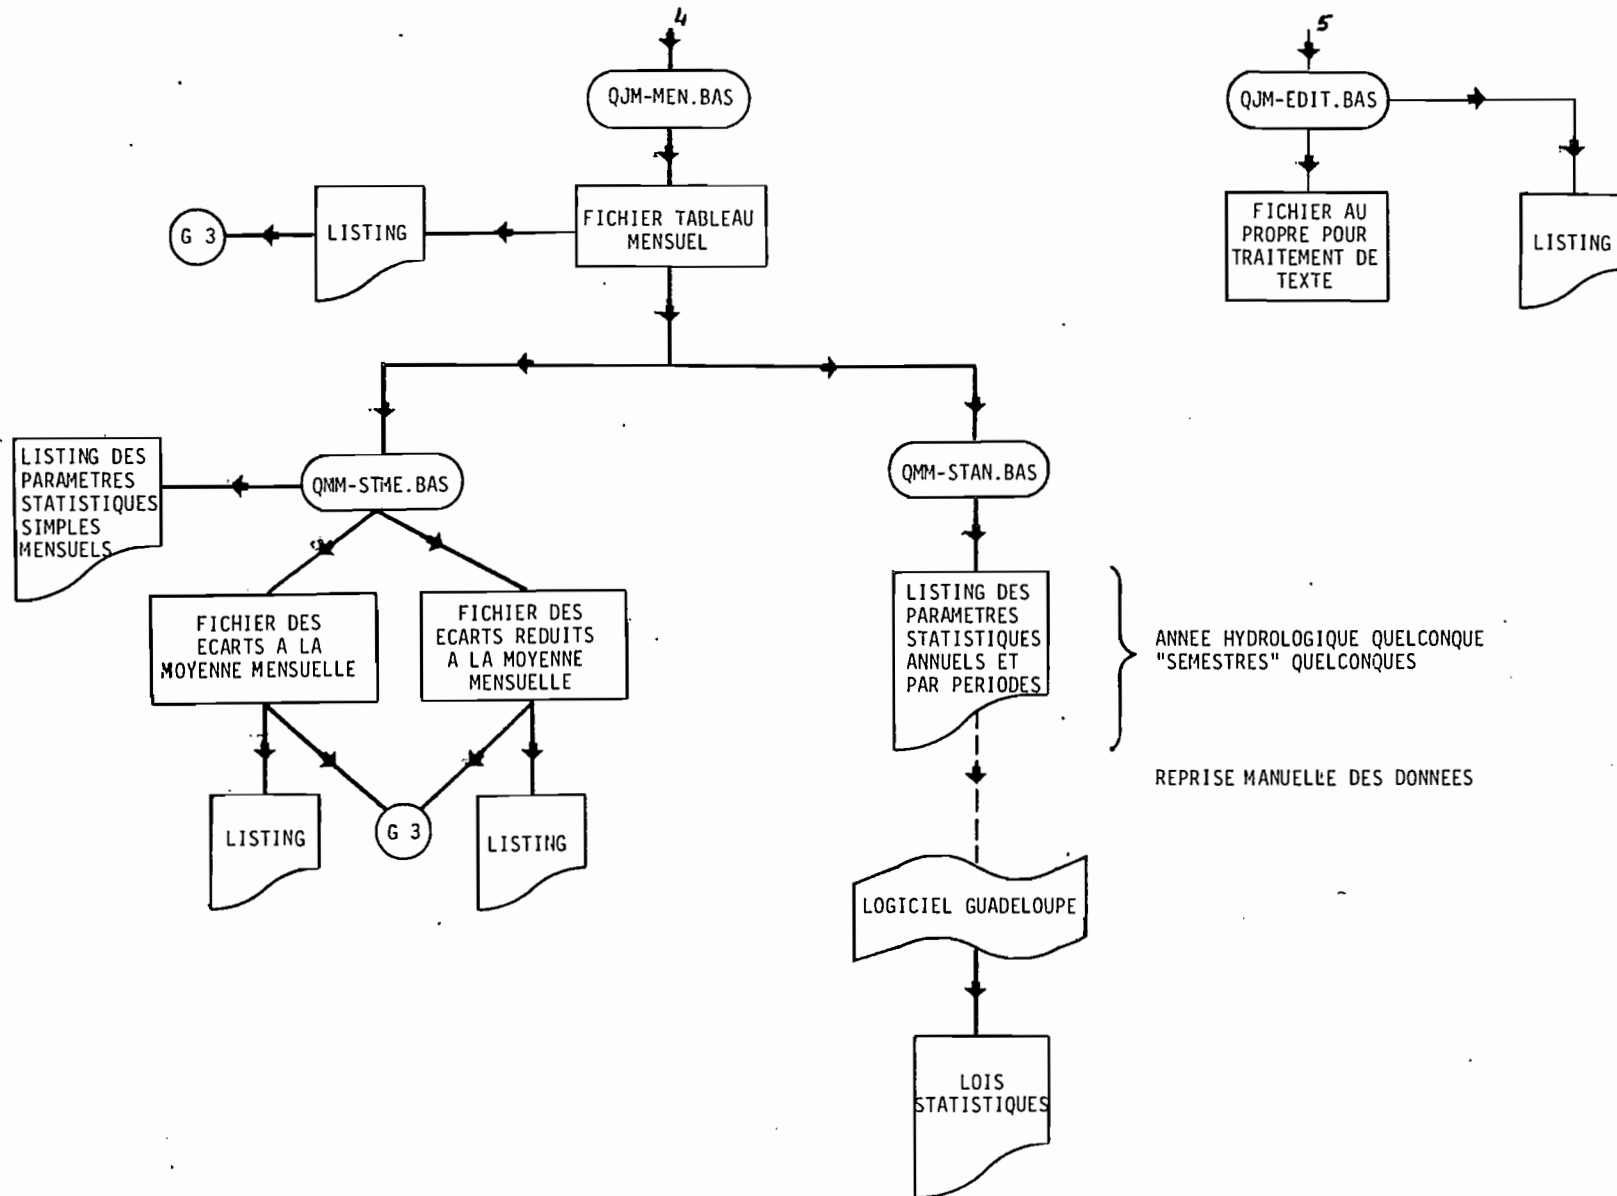 4
QJM-MEN.BAS
FICHIER TABLEAU
MENSUEL
LISTING
G 3
5
QJM-EDIT.BAS
FICHIER AU
PROPRE POUR
TRAITEMENT DE
TEXTE
LISTING
LISTING DES
PARAMETRES
STATISTIQUES
SIMPLES
MENSUELS
QMM-STME.BAS
FICHIER DES
ECARTS A LA
MOYENNE MENSUELLE
FICHIER DES
ECARTS REDUITS
A LA MOYENNE
MENSUELLE
LISTING
G 3
LISTING
QMM-STAN.BAS
LISTING DES
PARAMETRES
STATISTIQUES
ANNUELS ET
PAR PERIODES
ANNEE HYDROLOGIQUE QUELCONQUE
"SEMESTRES" QUELCONQUES
REPRISE MANUELLE DES DONNEES
LOGICIEL GUADELOUPE
LOIS
STATISTIQUES